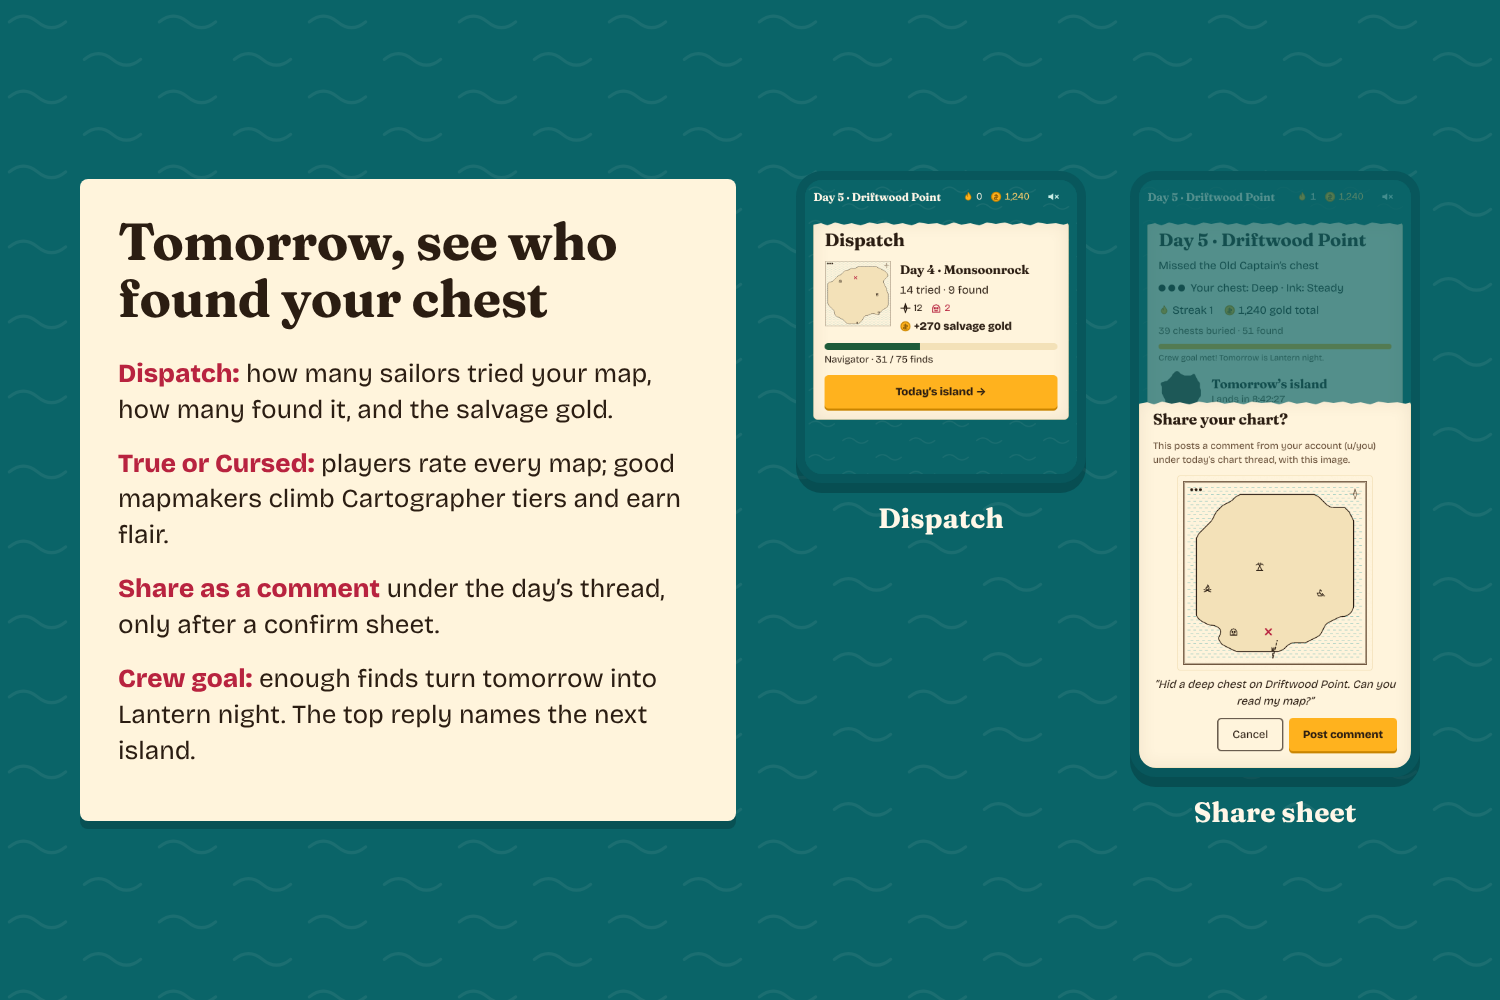 Tomorrow, see who
found your chest
Dispatch: how many sailors tried your map,
how many found it, and the salvage gold.
True or Cursed: players rate every map; good
mapmakers climb Cartographer tiers and earn
flair.
Share as a comment under the day's thread,
only after a confirm sheet.
Crew goal: enough finds turn tomorrow into
Lantern night. The top reply names the next
island.
Day 5 · Driftwood Point 0 1,240
Dispatch
Day 4 · Monsoonrock
14 tried · 9 found
12 2
+270 salvage gold
Navigator · 31 / 75 finds
Today's island →
Dispatch
Day 5 · Driftwood Point 1 1,240
Day 5 · Driftwood Point
Missed the Old Captain's chest
Your chest: Deep · Ink: Steady
Streak 1 1,240 gold total
39 chests buried · 51 found
Crew goal met! Tomorrow is Lantern night.
Tomorrow's island
Lands in 8:42:27
Share your chart?
This posts a comment from your account (u/you)
under today's chart thread, with this image.
"Hid a deep chest on Driftwood Point. Can you
read my map?"
Cancel Post comment
Share sheet